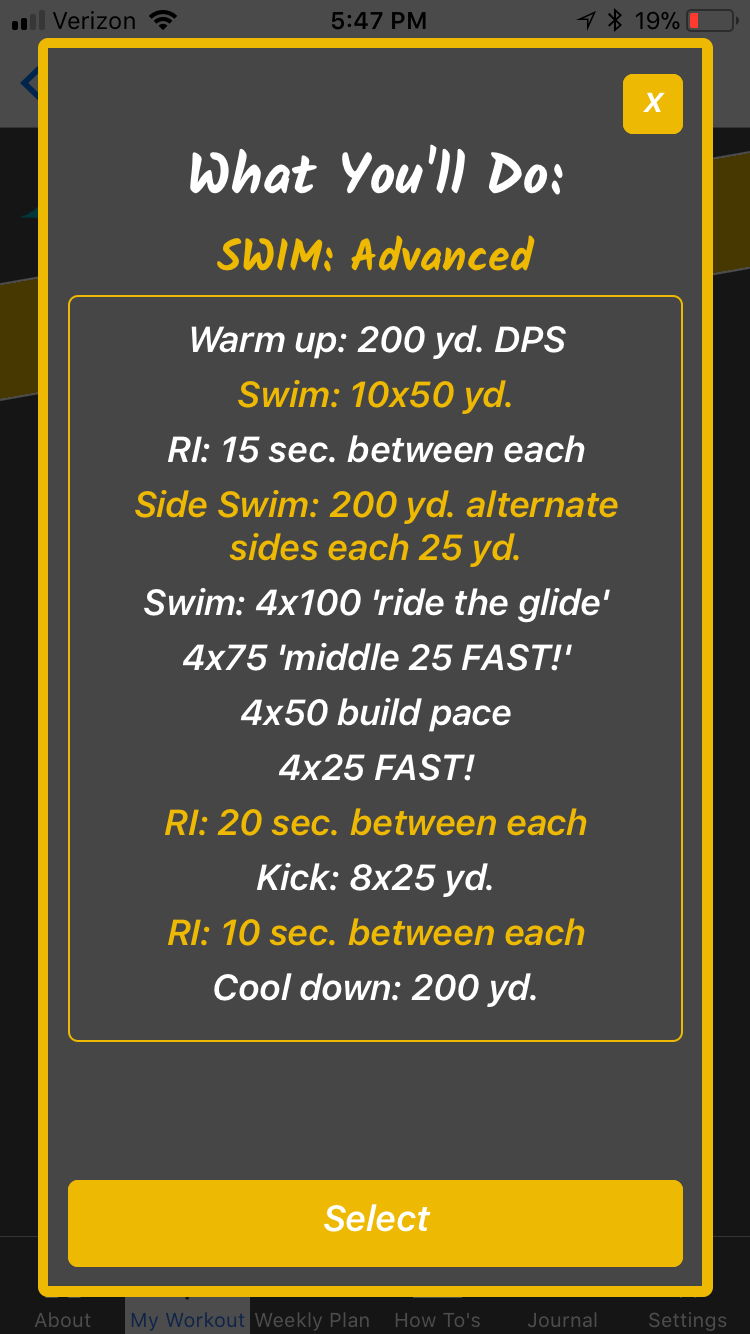 Verizon 5:47 PM 19%
X
What You'll Do:
SWIM: Advanced
Warm up: 200 yd. DPS
Swim: 10x50 yd.
RI: 15 sec. between each
Side Swim: 200 yd. alternate
sides each 25 yd.
Swim: 4x100 'ride the glide'
4x75 'middle 25 FAST!'
4x50 build pace
4x25 FAST!
RI: 20 sec. between each
Kick: 8x25 yd.
RI: 10 sec. between each
Cool down: 200 yd.
Select
About My Workout Weekly Plan How To's Journal Settings